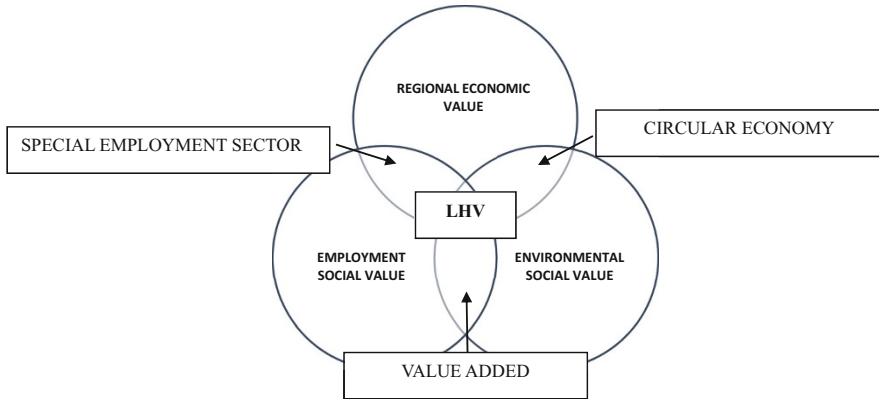 REGIONAL ECONOMIC
VALUE
SPECIAL EMPLOYMENT SECTOR
CIRCULAR ECONOMY
LHV
EMPLOYMENT
SOCIAL VALUE
ENVIRONMENTAL
SOCIAL VALUE
VALUE ADDED